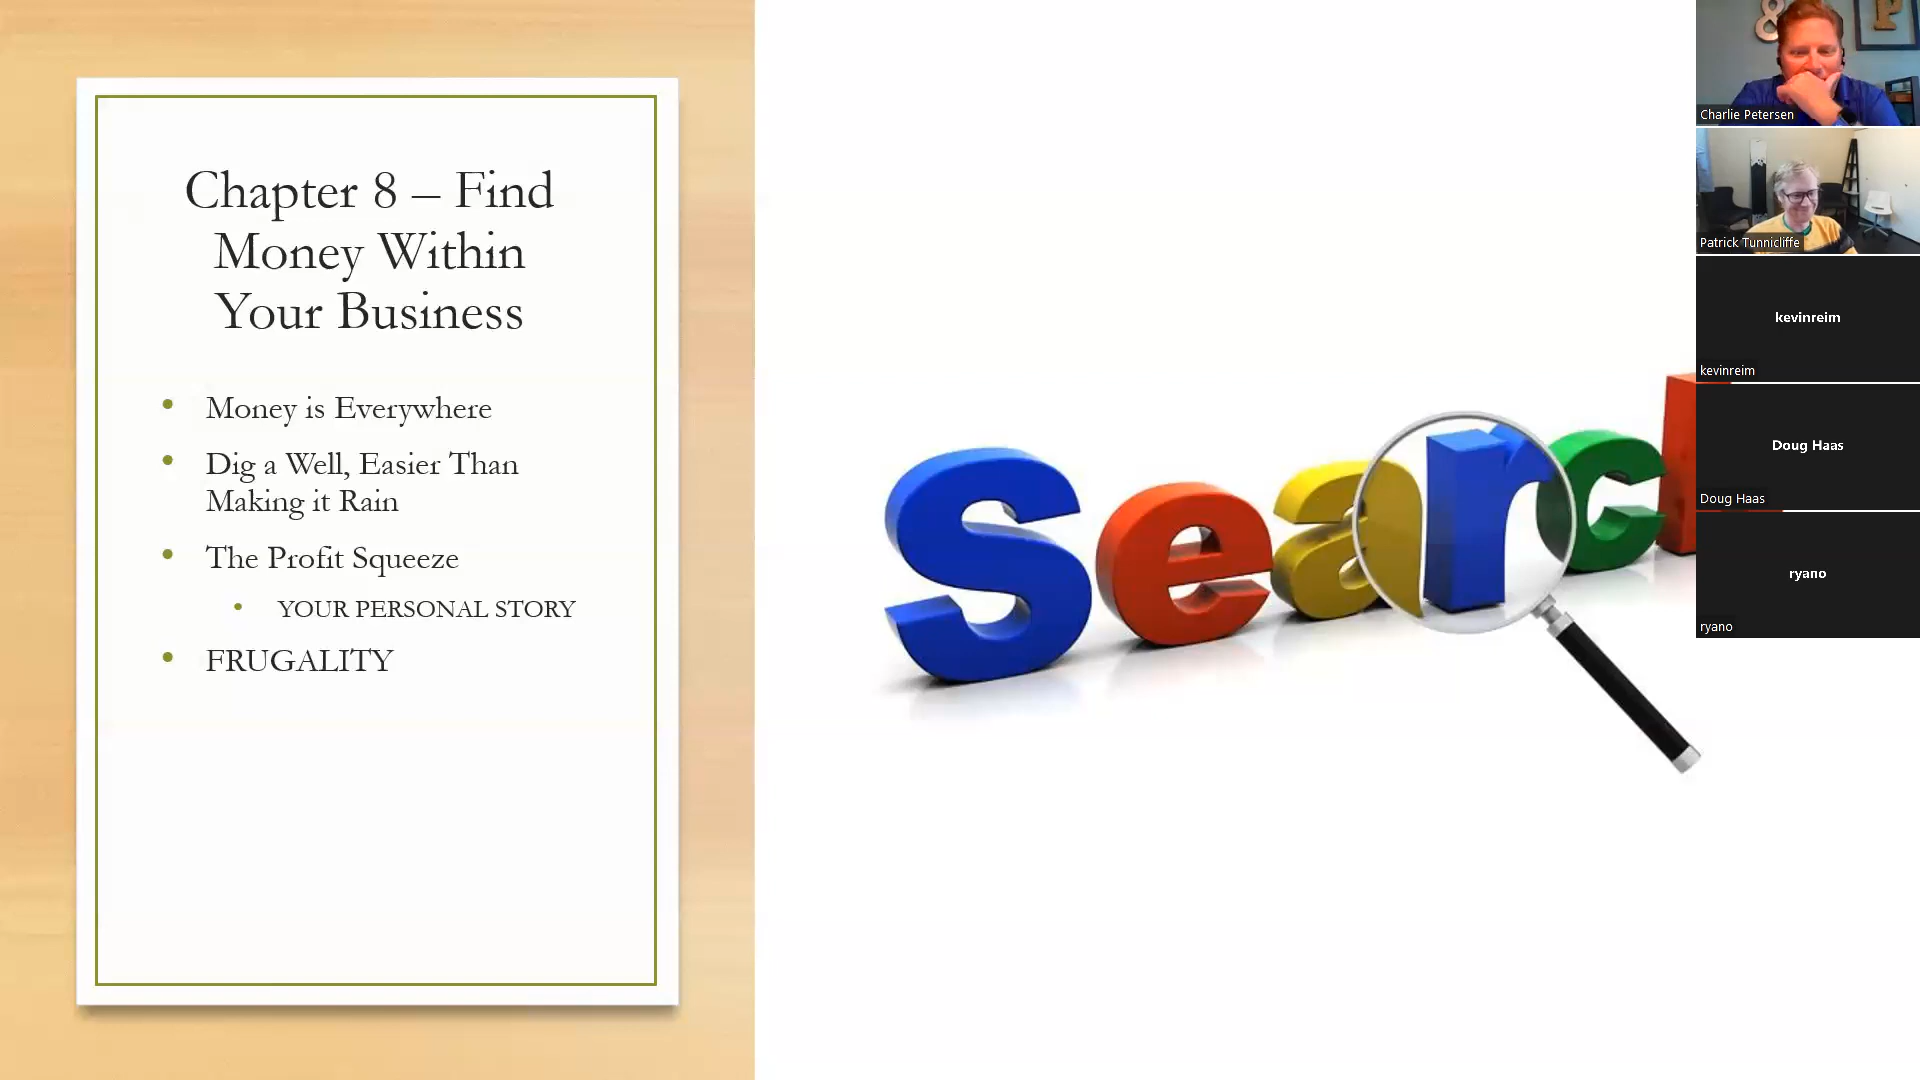 Chapter 8 – Find
Money Within
Your Business
• Money is Everywhere
• Dig a Well, Easier Than
Making it Rain
• The Profit Squeeze
• YOUR PERSONAL STORY
• FRUGALITY
Search
& P
Charlie Petersen
Patrick Tunnicliffe
kevinreim
kevinreim
Doug Haas
Doug Haas
ryano
ryano